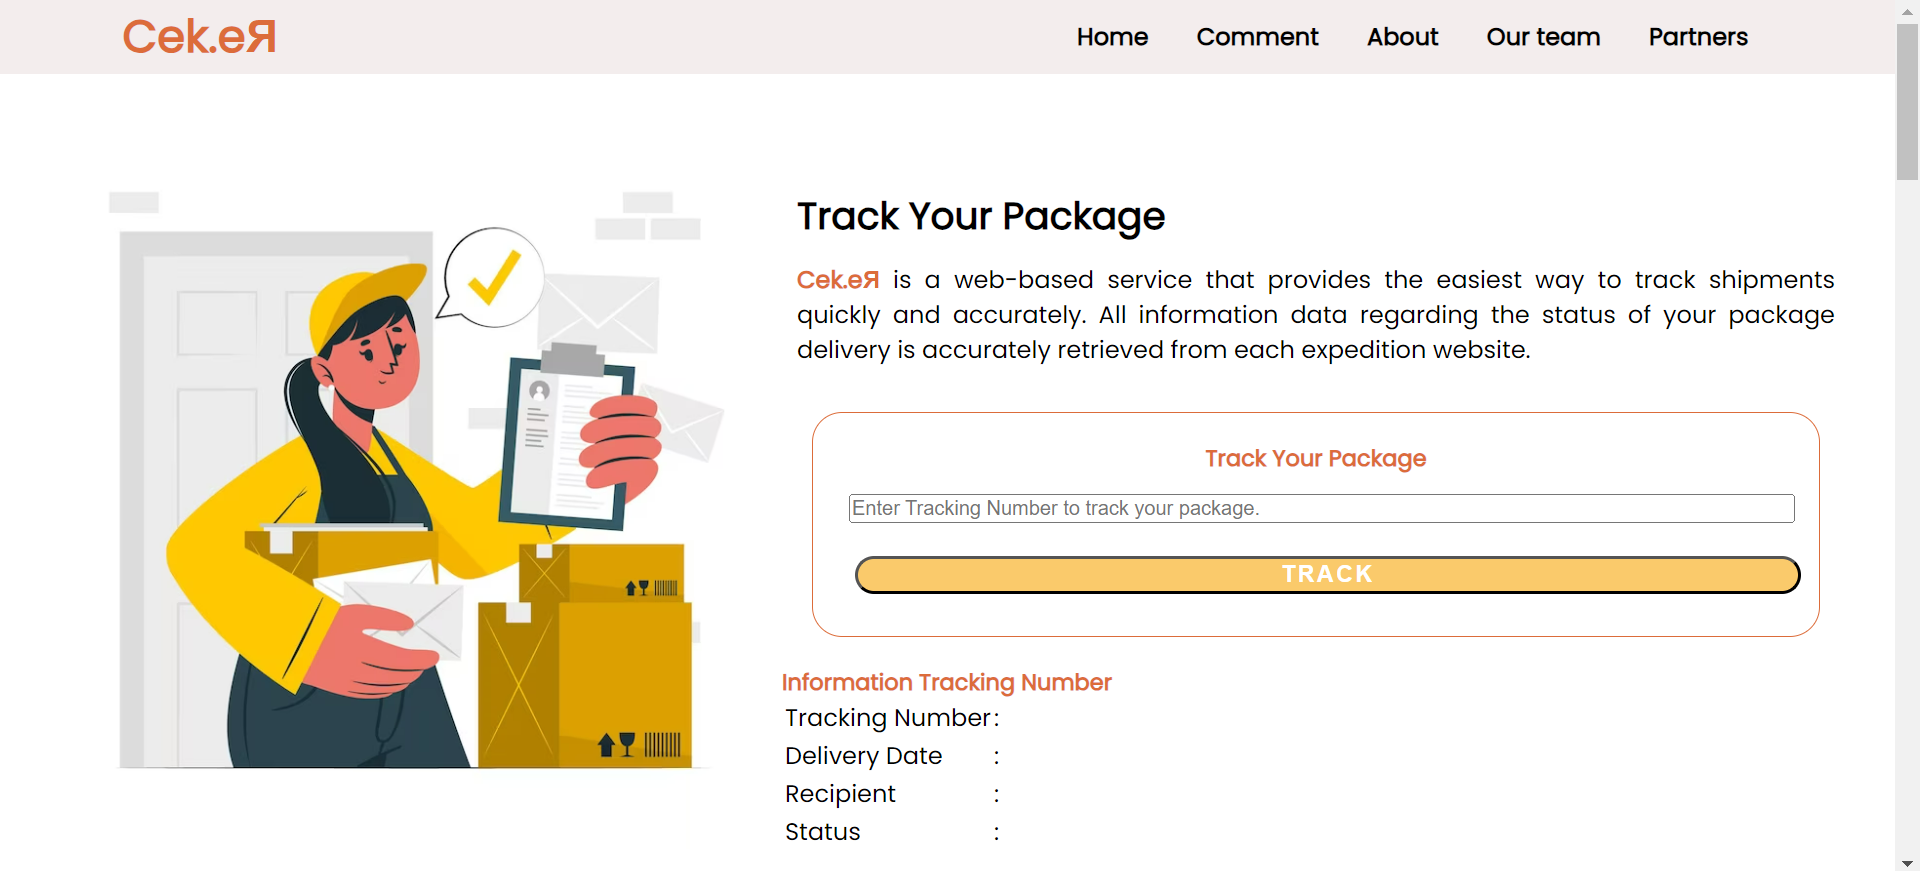 Cek.eЯ
Home Comment About Our team Partners
Track Your Package
Cek.eЯ is a web-based service that provides the easiest way to track shipments
quickly and accurately. All information data regarding the status of your package
delivery is accurately retrieved from each expedition website.
Track Your Package
Enter Tracking Number to track your package.
TRACK
Information Tracking Number
Tracking Number :
Delivery Date :
Recipient :
Status :